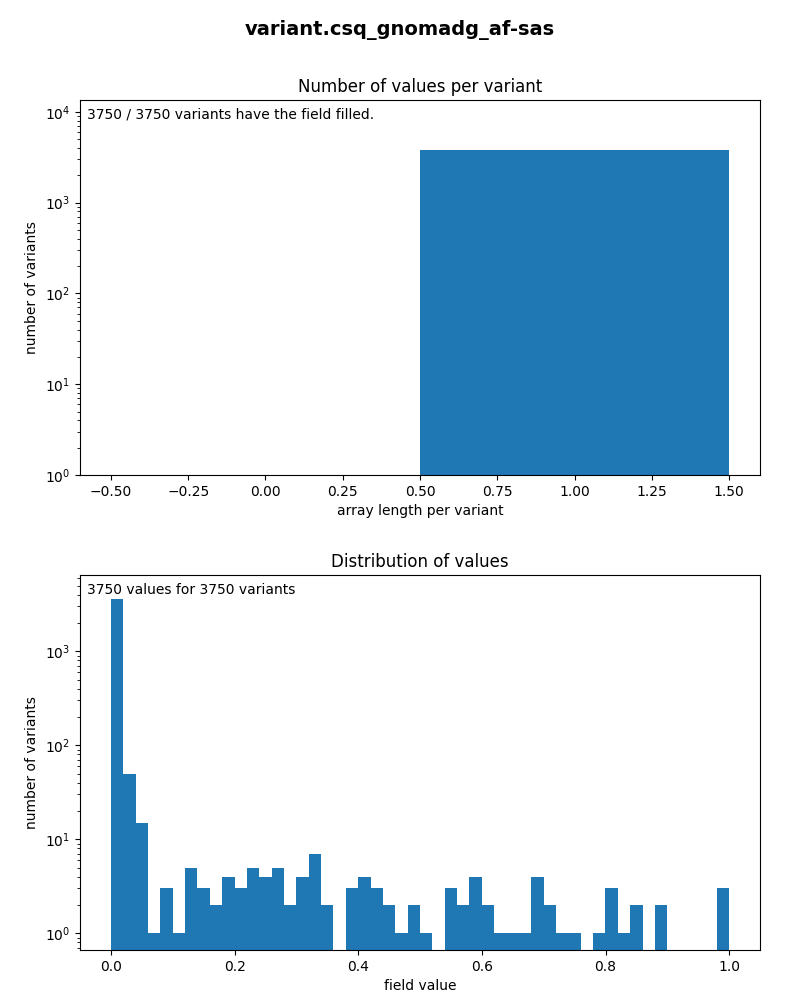 variant.csq_gnomadg_af-sas
Number of values per variant
3750 / 3750 variants have the field filled.
number of variants
10⁴
10³
10²
10¹
10⁰
−0.50 −0.25 0.00 0.25 0.50 0.75 1.00 1.25 1.50
array length per variant
Distribution of values
3750 values for 3750 variants
number of variants
10³
10²
10¹
10⁰
0.0 0.2 0.4 0.6 0.8 1.0
field value